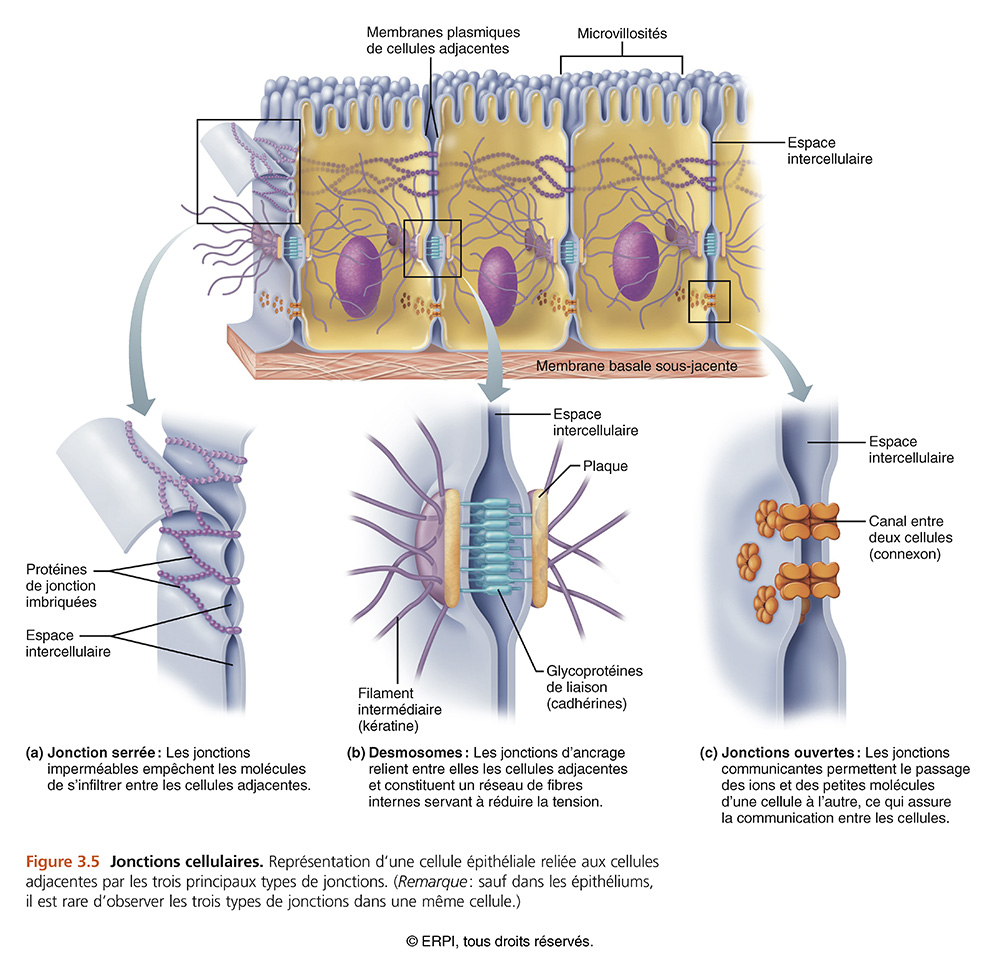 Membranes plasmiques
de cellules adjacentes
Microvillosités
Espace
intercellulaire
Membrane basale sous-jacente
Protéines
de jonction
imbriquées
Espace
intercellulaire
Espace
intercellulaire
Plaque
Filament
intermédiaire
(kératine)
Glycoprotéines
de liaison
(cadhérines)
Espace
intercellulaire
Canal entre
deux cellules
(connexon)
(a) Jonction serrée : Les jonctions
imperméables empêchent les molécules
de s’infiltrer entre les cellules adjacentes.
(b) Desmosomes : Les jonctions d’ancrage
relient entre elles les cellules adjacentes
et constituent un réseau de fibres
internes servant à réduire la tension.
(c) Jonctions ouvertes : Les jonctions
communicantes permettent le passage
des ions et des petites molécules
d’une cellule à l’autre, ce qui assure
la communication entre les cellules.
Figure 3.5 Jonctions cellulaires. Représentation d’une cellule épithéliale reliée aux cellules
adjacentes par les trois principaux types de jonctions. (Remarque : sauf dans les épithéliums,
il est rare d’observer les trois types de jonctions dans une même cellule.)
© ERPI, tous droits réservés.